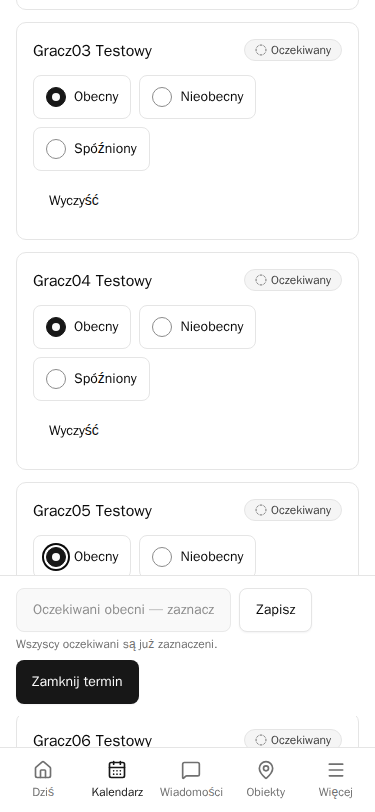 Gracz03 Testowy
Oczekiwany
Obecny
Nieobecny
Spóźniony
Wyczyść
Gracz04 Testowy
Oczekiwany
Obecny
Nieobecny
Spóźniony
Wyczyść
Gracz05 Testowy
Oczekiwany
Obecny
Nieobecny
Oczekiwani obecni — zaznacz
Zapisz
Wszyscy oczekiwani są już zaznaczeni.
Zamknij termin
Gracz06 Testowy
Oczekiwany
Dziś
Kalendarz
Wiadomości
Obiekty
Więcej